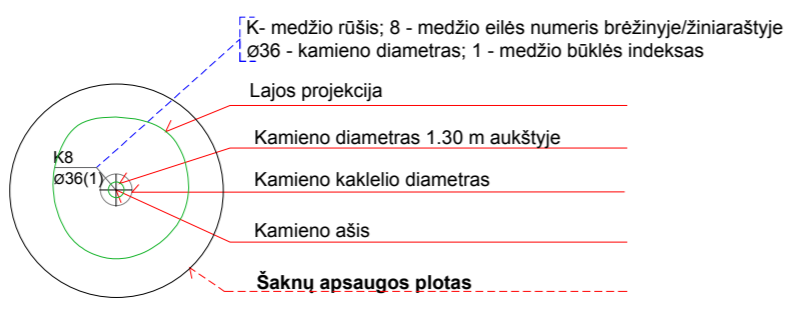 K- medžio rūšis; 8 - medžio eilės numeris brėžinyje/žiniaraštyje
Ø36 - kamieno diametras; 1 - medžio būklės indeksas
Lajos projekcija
Kamieno diametras 1.30 m aukštyje
K8
Ø36(1)
Kamieno kaklelio diametras
Kamieno ašis
Šaknų apsaugos plotas